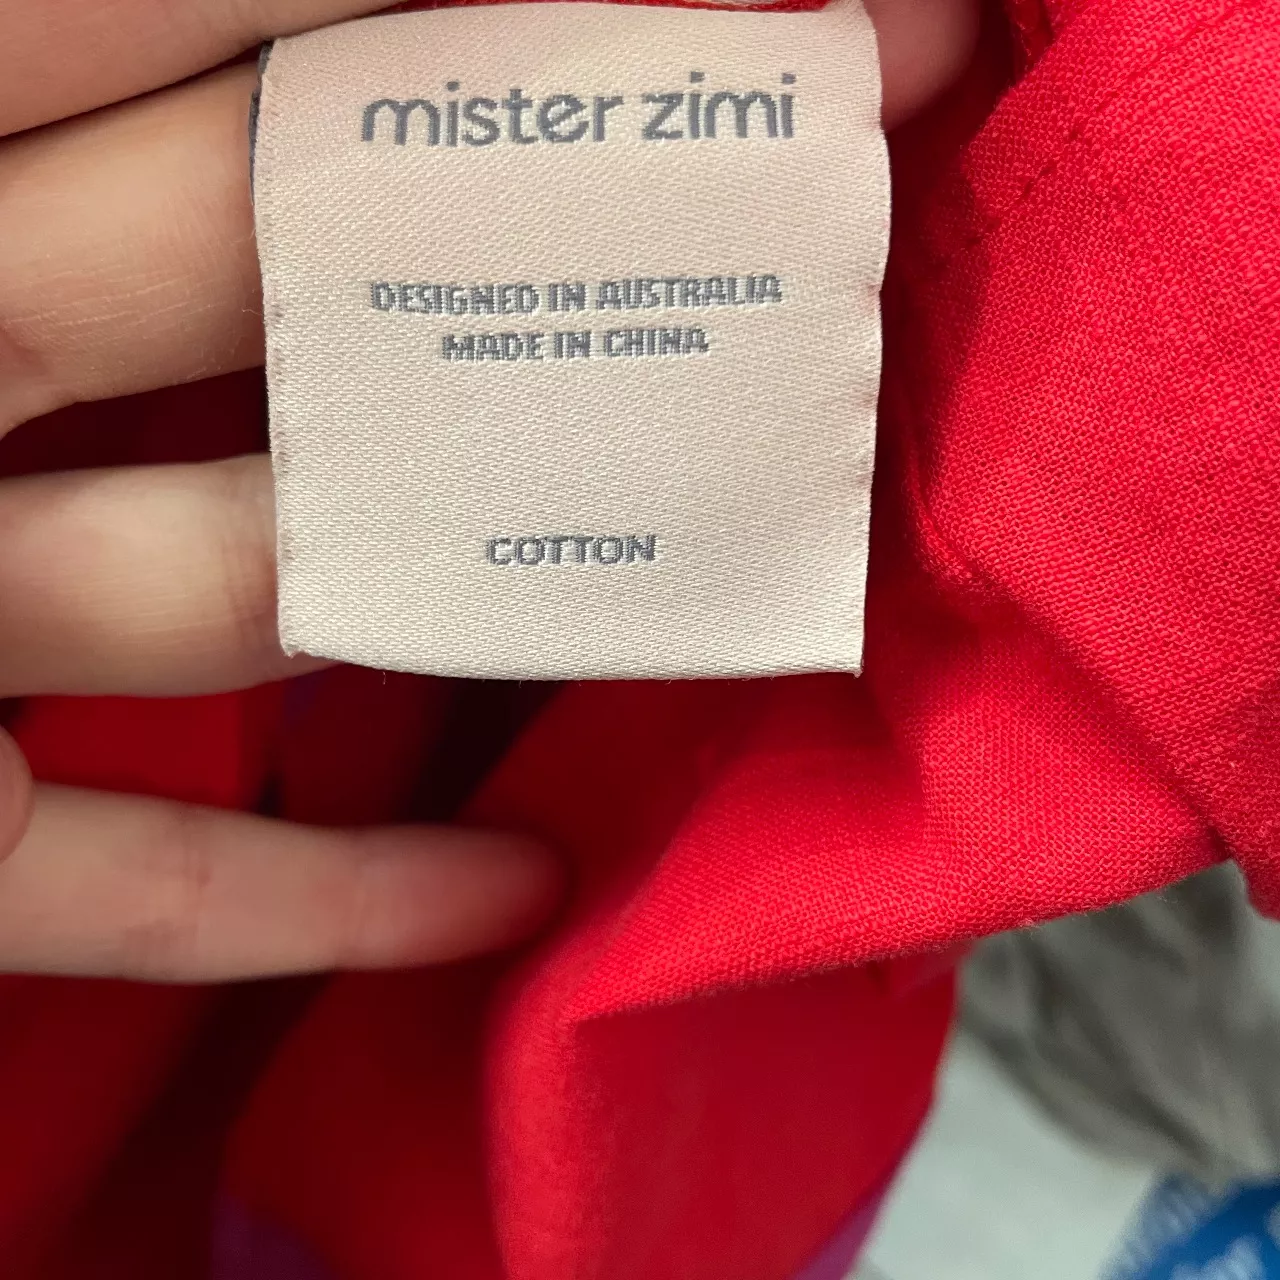 mister zimi
DESIGNED IN AUSTRALIA
MADE IN CHINA
COTTON